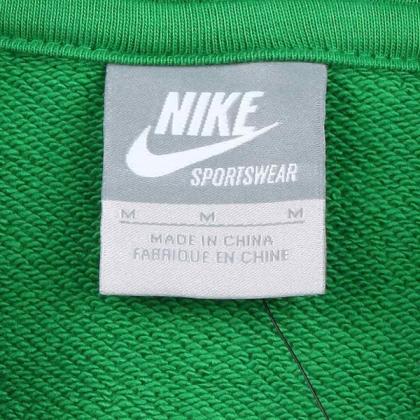 NIKE
SPORTSWEAR
M M M
MADE IN CHINA
FABRIQUE EN CHINE